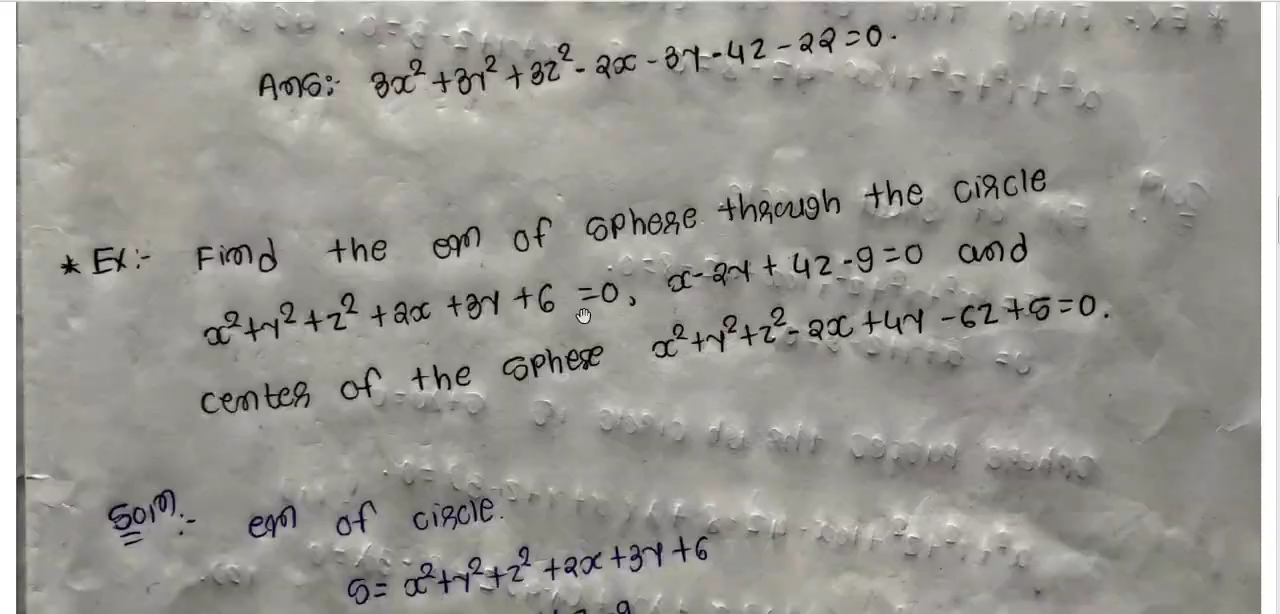 Ans:- 3x²+3y²+3z²-2x-3y-4z-22=0.
* Ex:- Find the eqn of sphere through the circle
x²+y²+z²+2x+3y+6=0, x-2y+4z-9=0 and
center of the sphere x²+y²+z²-2x+4y-6z+5=0.
Soln:- eqn of circle.
S= x²+y²+z²+2x+3y+6